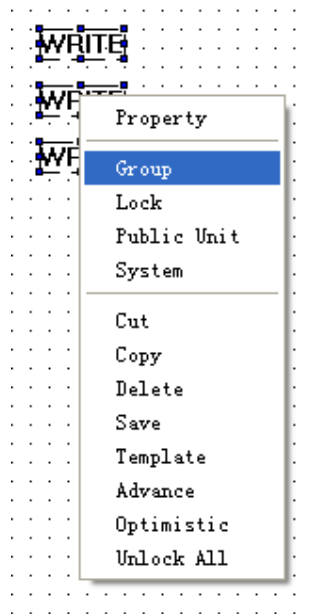 WRITE
Property
Group
Lock
Public Unit
System
Cut
Copy
Delete
Save
Template
Advance
Optimistic
Unlock All